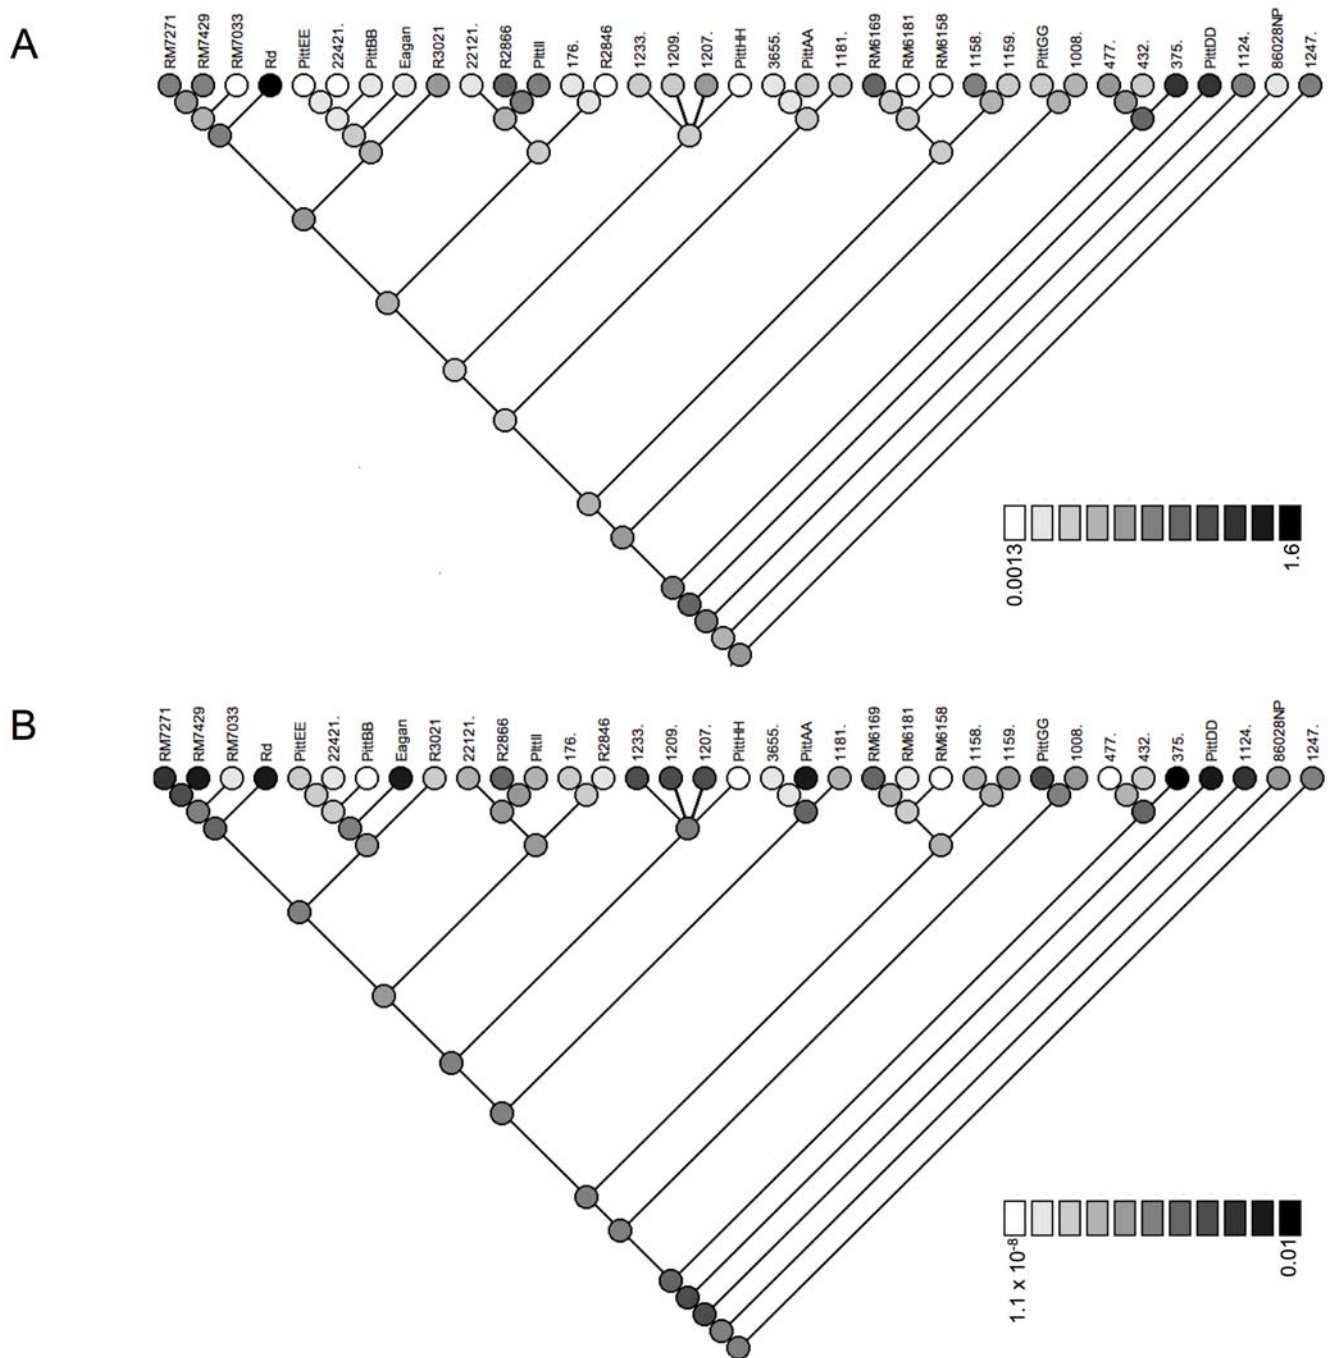 A
RM7271
RM7429
RM7033
Rd
PittEE
22421.
PittBB
Eagan
R3021
22121.
R2866
PittII
176.
R2846
1233.
1209.
1207.
PittHH
3655.
PittAA
1181.
RM6169
RM6181
RM6158
1158.
1159.
PittGG
1008.
477.
432.
375.
PittDD
1124.
86028NP
1247.
0.0013
1.6
B
RM7271
RM7429
RM7033
Rd
PittEE
22421.
PittBB
Eagan
R3021
22121.
R2866
PittII
176.
R2846
1233.
1209.
1207.
PittHH
3655.
PittAA
1181.
RM6169
RM6181
RM6158
1158.
1159.
PittGG
1008.
477.
432.
375.
PittDD
1124.
86028NP
1247.
1.1 x 10⁻⁸
0.01